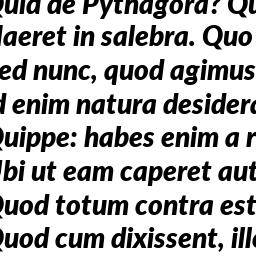 Quid de Pythagora? Qu
laeret in salebra. Quo
ed nunc, quod agimus
d enim natura desidera
Quippe: habes enim a r
Ubi ut eam caperet aut
Quod totum contra est
Quod cum dixissent, ille